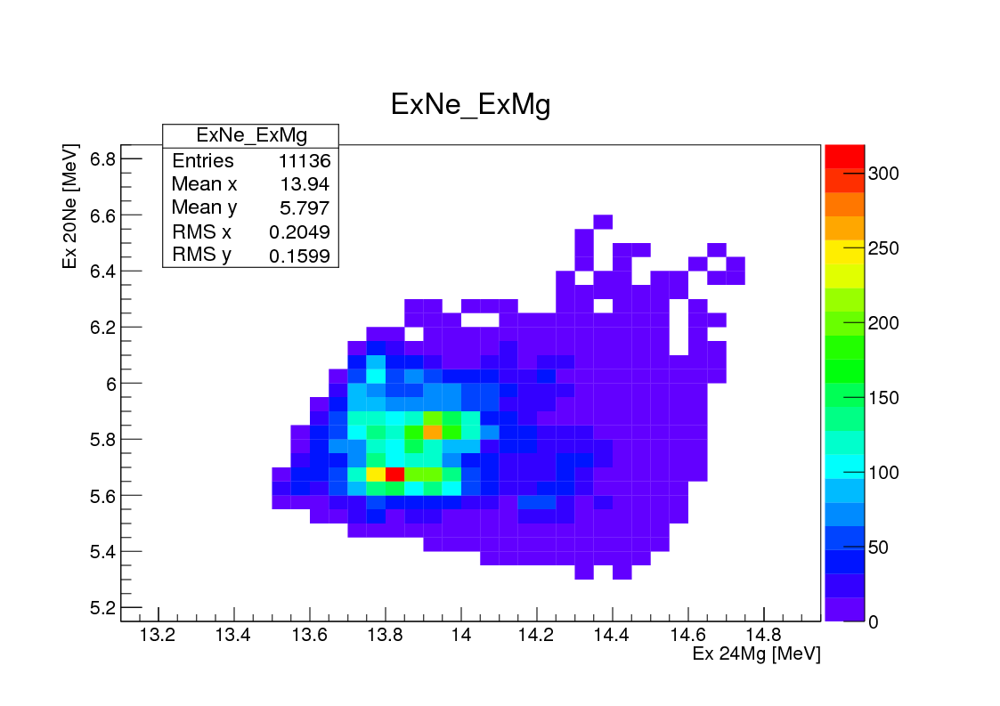 ExNe_ExMg
ExNe_ExMg
Entries 11136
Mean x 13.94
Mean y 5.797
RMS x 0.2049
RMS y 0.1599
Ex 20Ne [MeV]
6.8
6.6
6.4
6.2
6
5.8
5.6
5.4
5.2
300
250
200
150
100
50
0
13.2 13.4 13.6 13.8 14 14.2 14.4 14.6 14.8
Ex 24Mg [MeV]